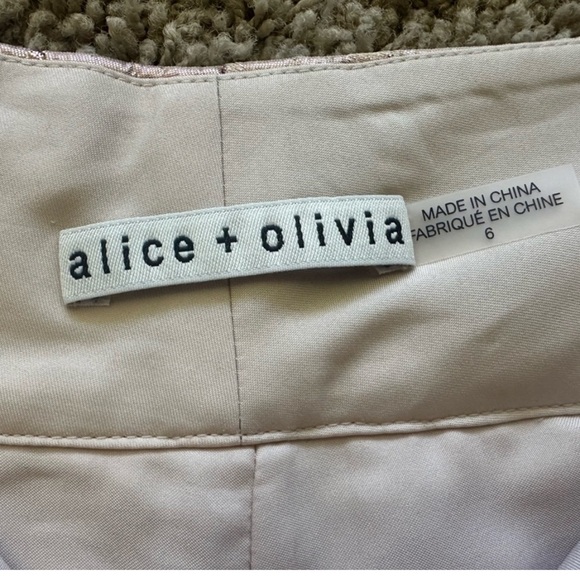 alice + olivia
MADE IN CHINA
FABRIQUÉ EN CHINE
6